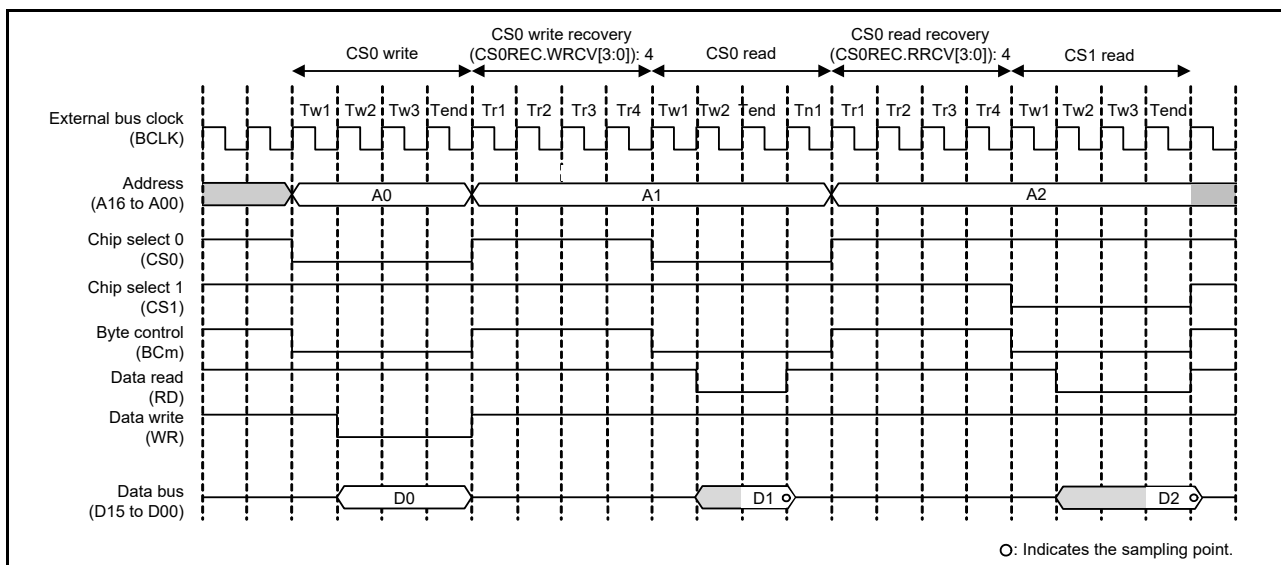 CS0 write
CS0 write recovery
(CS0REC.WRCV[3:0]): 4
CS0 read
CS0 read recovery
(CS0REC.RRCV[3:0]): 4
CS1 read
Tw1 Tw2 Tw3 Tend Tr1 Tr2 Tr3 Tr4 Tw1 Tw2 Tend Tn1 Tr1 Tr2 Tr3 Tr4 Tw1 Tw2 Tw3 Tend
External bus clock
(BCLK)
Address
(A16 to A00)
A0 A1 A2
Chip select 0
(CS0)
Chip select 1
(CS1)
Byte control
(BCm)
Data read
(RD)
Data write
(WR)
Data bus
(D15 to D00)
D0 D1 D2
O: Indicates the sampling point.